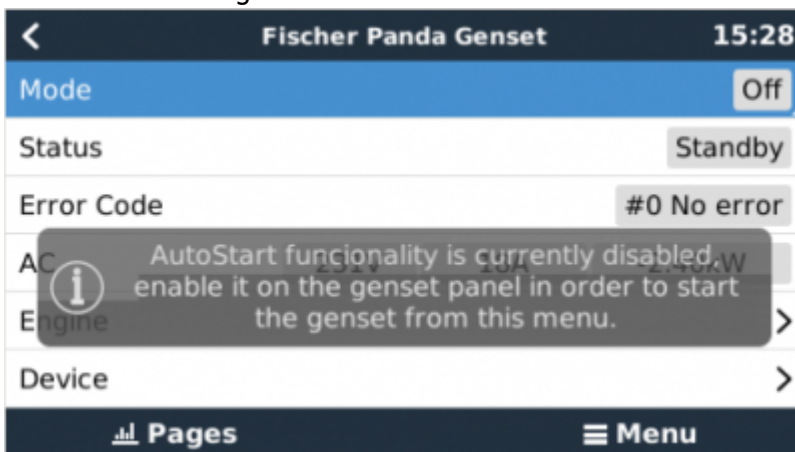 Fischer Panda Genset 15:28
Mode Off
Status Standby
Error Code #0 No error
AC
AutoStart funcionality is currently disabled,
enable it on the genset panel in order to start
the genset from this menu.
Engine
Device
Pages Menu